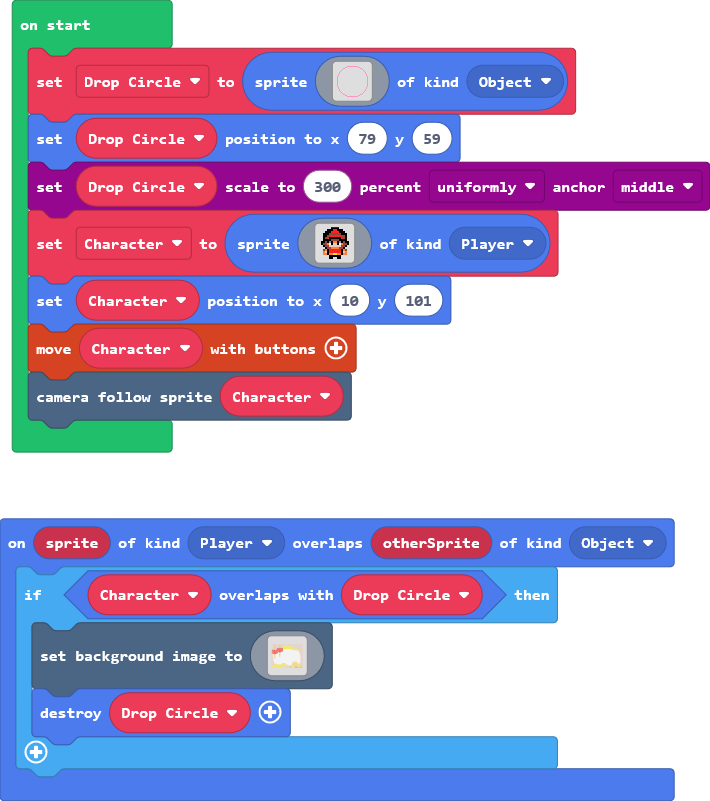 on start
set Drop Circle to sprite of kind Object
set Drop Circle position to x 79 y 59
set Drop Circle scale to 300 percent uniformly anchor middle
set Character to sprite of kind Player
set Character position to x 10 y 101
move Character with buttons
camera follow sprite Character
on sprite of kind Player overlaps otherSprite of kind Object
if Character overlaps with Drop Circle then
set background image to
destroy Drop Circle